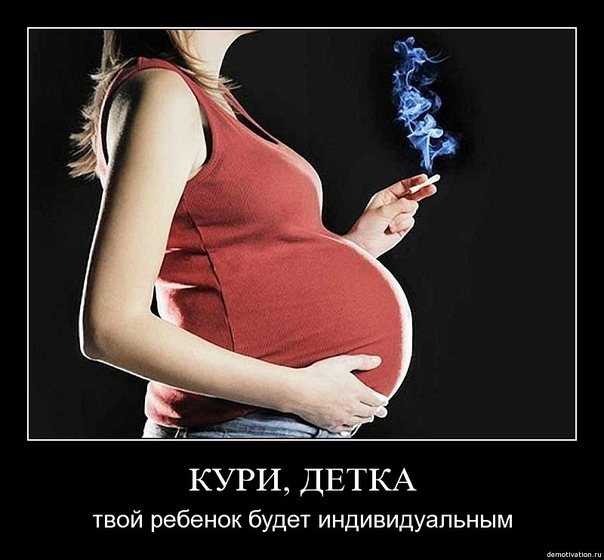 КУРИ, ДЕТКА
твой ребенок будет индивидуальным
demotivation.ru